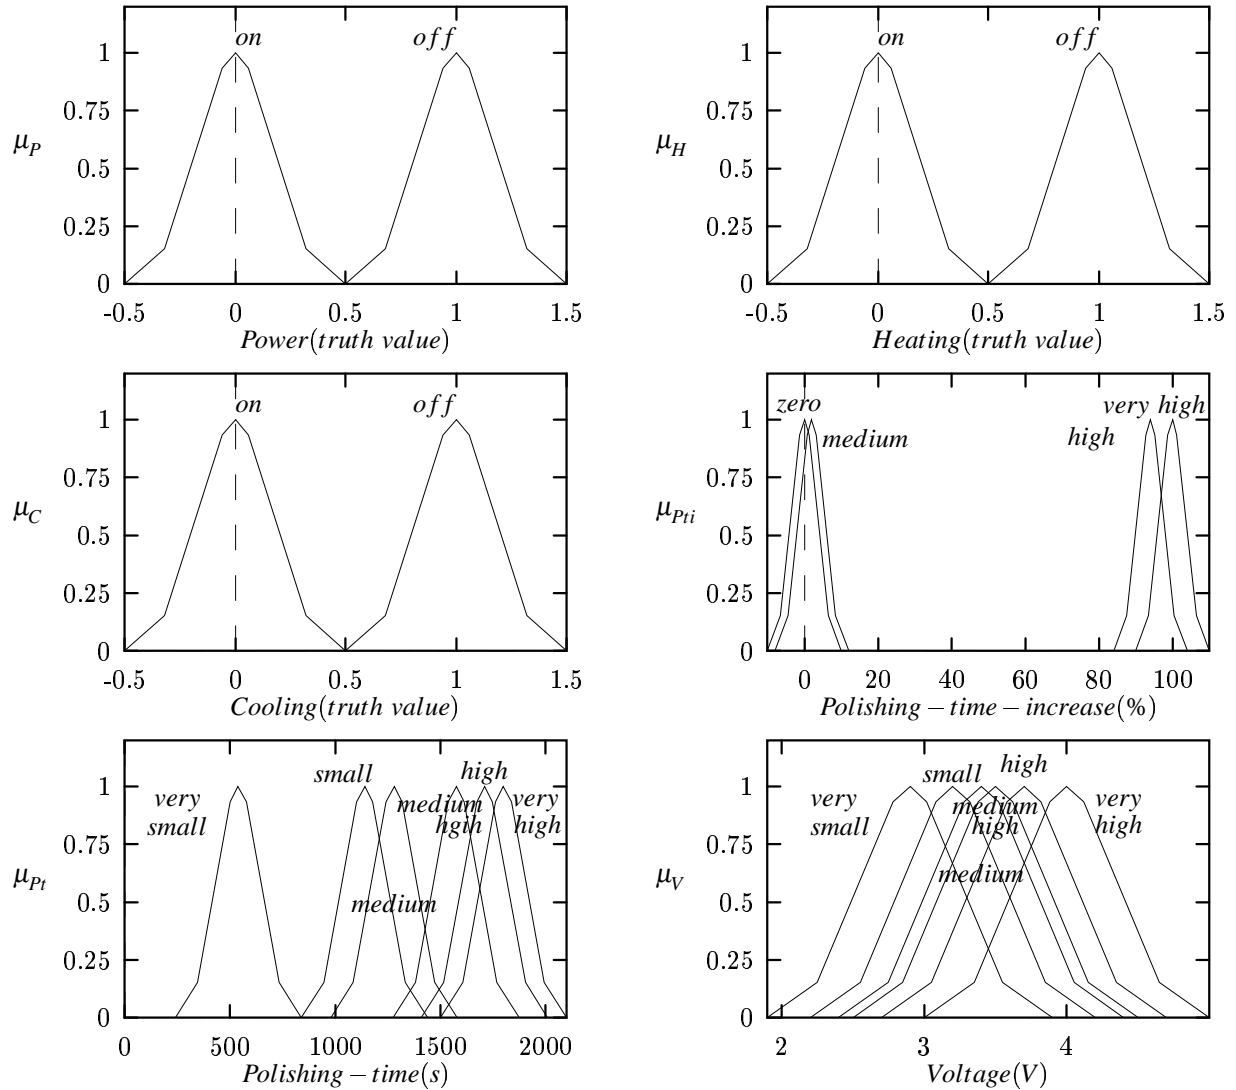 on off
1
0.75
μP
0.5
0.25
0
-0.5 0 0.5 1 1.5
Power(truth value)
on off
1
0.75
μH
0.5
0.25
0
-0.5 0 0.5 1 1.5
Heating(truth value)
on off
1
0.75
μC
0.5
0.25
0
-0.5 0 0.5 1 1.5
Cooling(truth value)
zero very high
1
medium high
0.75
μPti
0.5
0.25
0
0 20 40 60 80 100
Polishing − time − increase(%)
small high
1
very medium very
small hgih high
0.75
μPt
medium
0.5
0.25
0
0 500 1000 1500 2000
Polishing − time(s)
small high
1
very medium very
small high high
0.75
μV
medium
0.5
0.25
0
2 3 4
Voltage(V)